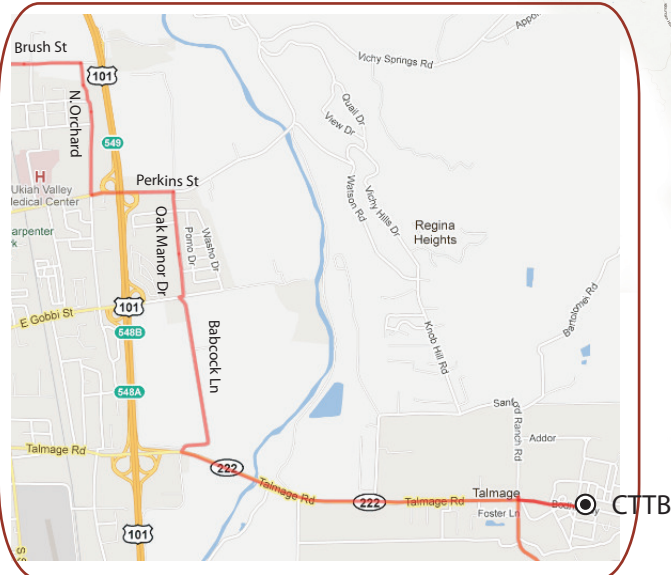 Brush St
101
N.Orchard
549
H
Ukiah Valley
Medical Center
Perkins St
Oak Manor Dr
Pomo Dr
Washo Dr
Vichy Springs Rd
Quail Dr
View Dr
Watson Rd
Vichy Hills Dr
Regina
Heights
101
E Gobbi St
548B
548A
Babcock Ln
Knob Hill Rd
Bartolomei Rd
Sanford Ranch Rd
Addor
Talmage Rd
222
Talmage Rd
222
Talmage Rd
Talmage
Foster Ln
CTTB
101